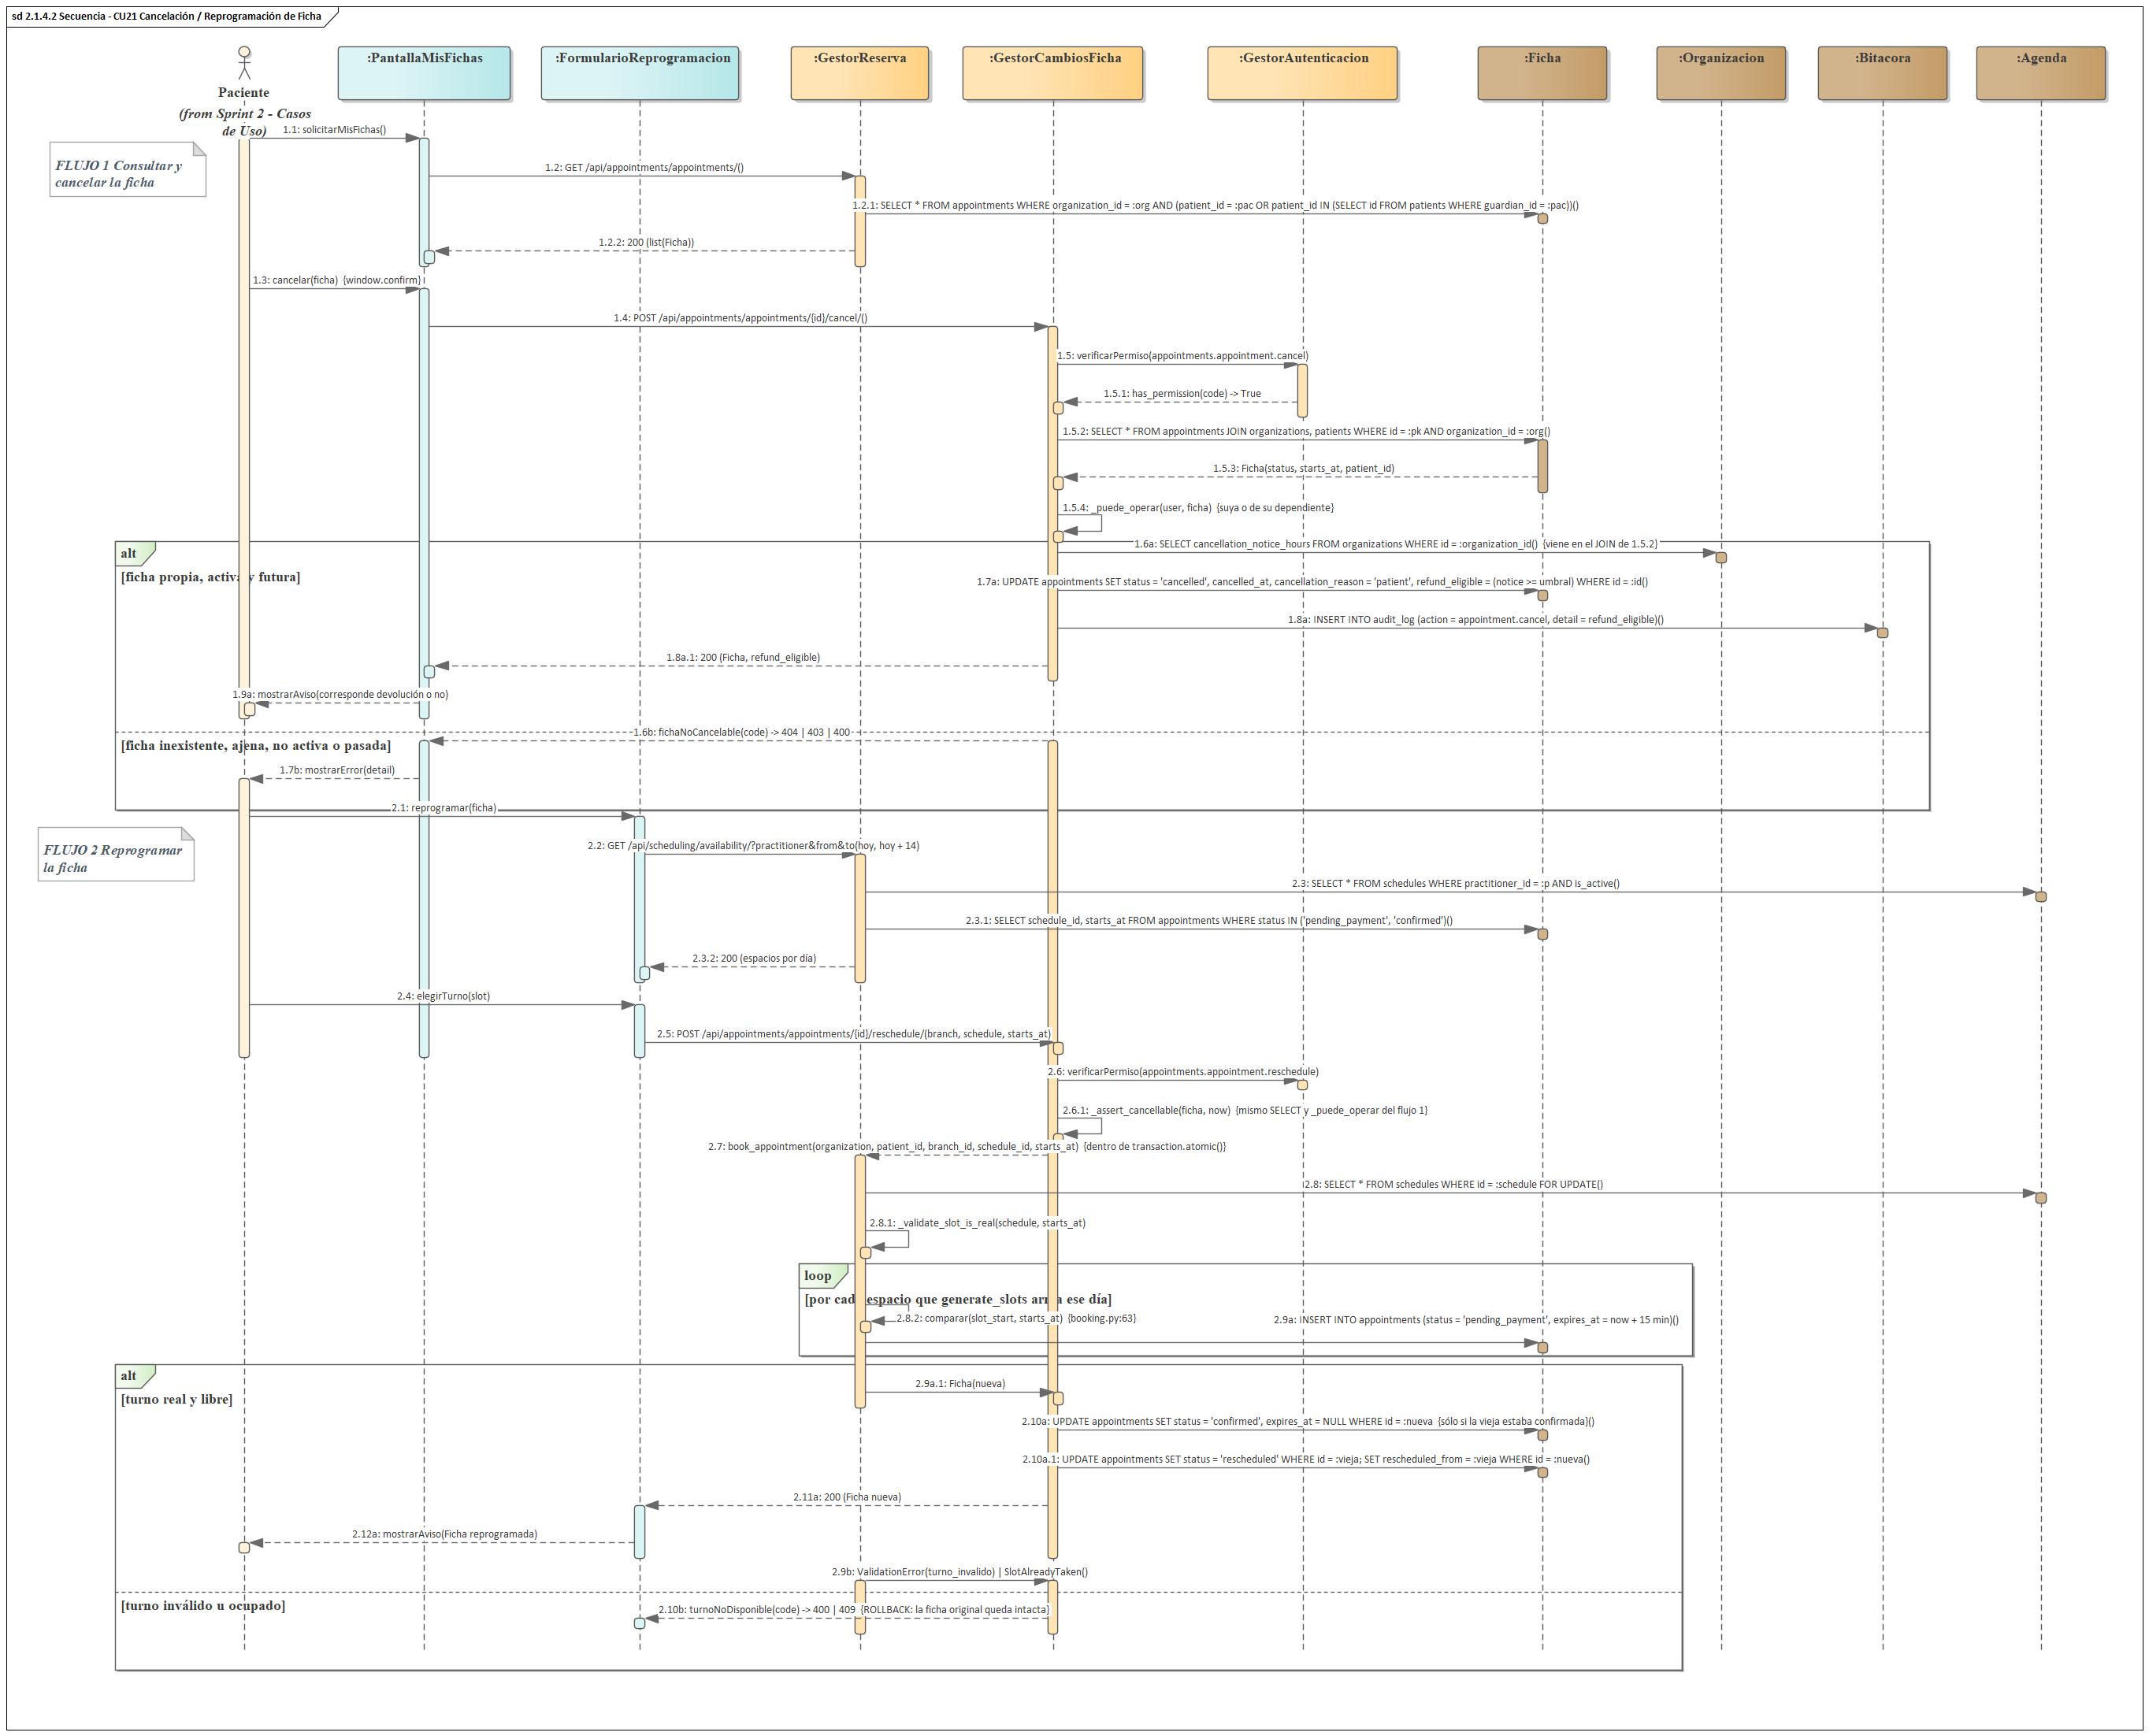 sd 2.1.4.2 Secuencia - CU21 Cancelación / Reprogramación de Ficha
:PantallaMisFichas
:FormularioReprogramacion
:GestorReserva
:GestorCambiosFicha
:GestorAutenticacion
:Ficha
:Organizacion
:Bitacora
:Agenda
Paciente
(from Sprint 2 - Casos
de Uso)
1.1: solicitarMisFichas()
FLUJO 1 Consultar y
cancelar la ficha
1.2: GET /api/appointments/appointments/()
1.2.1: SELECT * FROM appointments WHERE organization_id = :org AND (patient_id = :pac OR patient_id IN (SELECT id FROM patients WHERE guardian_id = :pac))()
1.2.2: 200 (list(Ficha))
1.3: cancelar(ficha) {window.confirm}
1.4: POST /api/appointments/appointments/{id}/cancel/()
1.5: verificarPermiso(appointments.appointment.cancel)
1.5.1: has_permission(code) -> True
1.5.2: SELECT * FROM appointments JOIN organizations, patients WHERE id = :pk AND organization_id = :org()
1.5.3: Ficha(status, starts_at, patient_id)
1.5.4: _puede_operar(user, ficha) {suya o de su dependiente}
alt
1.6a: SELECT cancellation_notice_hours FROM organizations WHERE id = :organization_id() {viene en el JOIN de 1.5.2}
[ficha propia, activa y futura]
1.7a: UPDATE appointments SET status = 'cancelled', cancelled_at, cancellation_reason = 'patient', refund_eligible = (notice >= umbral) WHERE id = :id()
1.8a: INSERT INTO audit_log (action = appointment.cancel, detail = refund_eligible)()
1.8a.1: 200 (Ficha, refund_eligible)
1.9a: mostrarAviso(corresponde devolución o no)
1.6b: fichaNoCancelable(code) -> 404 | 403 | 400
[ficha inexistente, ajena, no activa o pasada]
1.7b: mostrarError(detail)
2.1: reprogramar(ficha)
FLUJO 2 Reprogramar
la ficha
2.2: GET /api/scheduling/availability/?practitioner&from&to(hoy, hoy + 14)
2.3: SELECT * FROM schedules WHERE practitioner_id = :p AND is_active()
2.3.1: SELECT schedule_id, starts_at FROM appointments WHERE status IN ('pending_payment', 'confirmed')()
2.3.2: 200 (espacios por día)
2.4: elegirTurno(slot)
2.5: POST /api/appointments/appointments/{id}/reschedule/(branch, schedule, starts_at)
2.6: verificarPermiso(appointments.appointment.reschedule)
2.6.1: _assert_cancellable(ficha, now) {mismo SELECT y _puede_operar del flujo 1}
2.7: book_appointment(organization, patient_id, branch_id, schedule_id, starts_at) {dentro de transaction.atomic()}
2.8: SELECT * FROM schedules WHERE id = :schedule FOR UPDATE()
2.8.1: _validate_slot_is_real(schedule, starts_at)
loop
[por cada espacio que generate_slots arma ese día]
2.8.2: comparar(slot_start, starts_at) {booking.py:63}
2.9a: INSERT INTO appointments (status = 'pending_payment', expires_at = now + 15 min)()
alt
2.9a.1: Ficha(nueva)
[turno real y libre]
2.10a: UPDATE appointments SET status = 'confirmed', expires_at = NULL WHERE id = :nueva {sólo si la vieja estaba confirmada}()
2.10a.1: UPDATE appointments SET status = 'rescheduled' WHERE id = :vieja; SET rescheduled_from = :vieja WHERE id = :nueva()
2.11a: 200 (Ficha nueva)
2.12a: mostrarAviso(Ficha reprogramada)
2.9b: ValidationError(turno_invalido) | SlotAlreadyTaken()
[turno inválido u ocupado]
2.10b: turnoNoDisponible(code) -> 400 | 409 {ROLLBACK: la ficha original queda intacta}